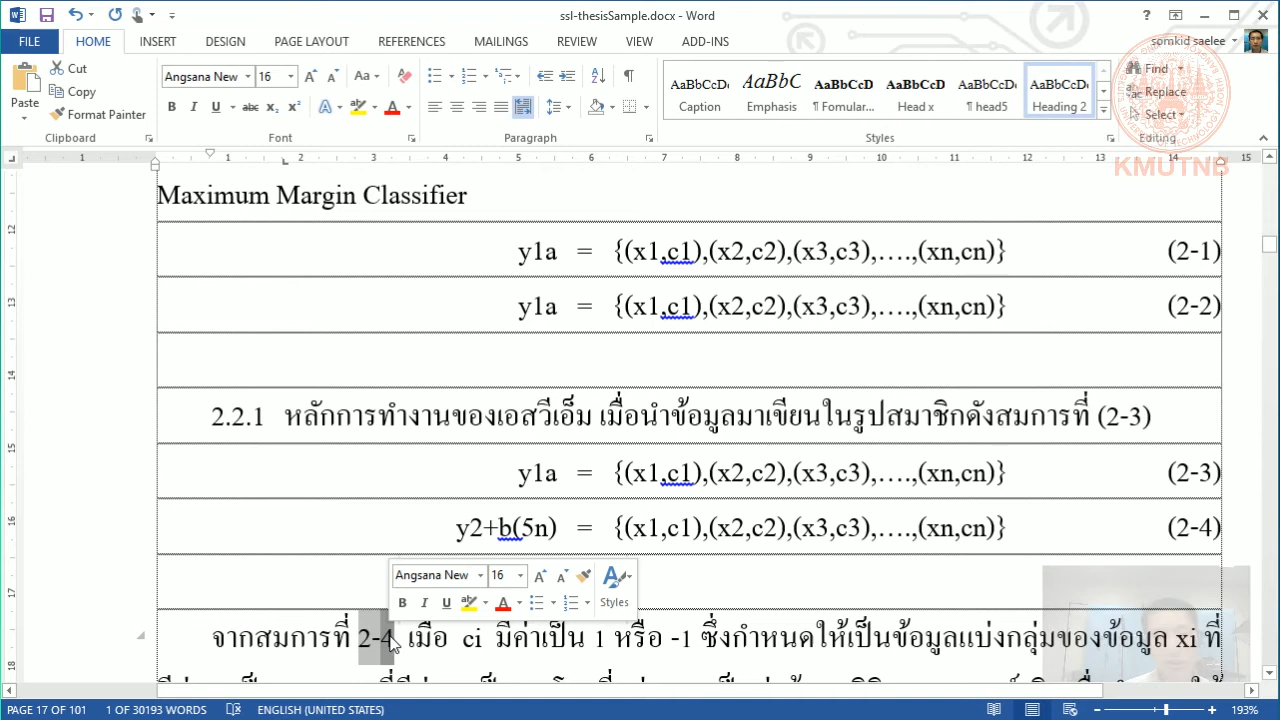 ssl-thesisSample.docx - Word
FILE HOME INSERT DESIGN PAGE LAYOUT REFERENCES MAILINGS REVIEW VIEW ADD-INS somkid saelee
Paste Cut Copy Format Painter
Angsana New 16
AaBbCcDc AaBbC AaBbCcD AaBbCcD AaBbCcDc AaBbCcDc
Caption Emphasis ¶ Fomular... Head x ¶ head5 Heading 2
Find Replace Select
Clipboard Font Paragraph Styles Editing
KMUTNB
Maximum Margin Classifier
y1a = {(x1,c1),(x2,c2),(x3,c3),….,(xn,cn)} (2-1)
y1a = {(x1,c1),(x2,c2),(x3,c3),….,(xn,cn)} (2-2)
2.2.1 หลักการทำงานของเอสวีเอ็ม เมื่อนำข้อมูลมาเขียนในรูปสมาชิกดังสมการที่ (2-3)
y1a = {(x1,c1),(x2,c2),(x3,c3),….,(xn,cn)} (2-3)
y2+b(5n) = {(x1,c1),(x2,c2),(x3,c3),….,(xn,cn)} (2-4)
Angsana New 16
Styles
จากสมการที่ 2-4 เมื่อ ci มีค่าเป็น 1 หรือ -1 ซึ่งกำหนดให้เป็นข้อมูลแบ่งกลุ่มของข้อมูล xi ที่
PAGE 17 OF 101 1 OF 30193 WORDS ENGLISH (UNITED STATES) 193%